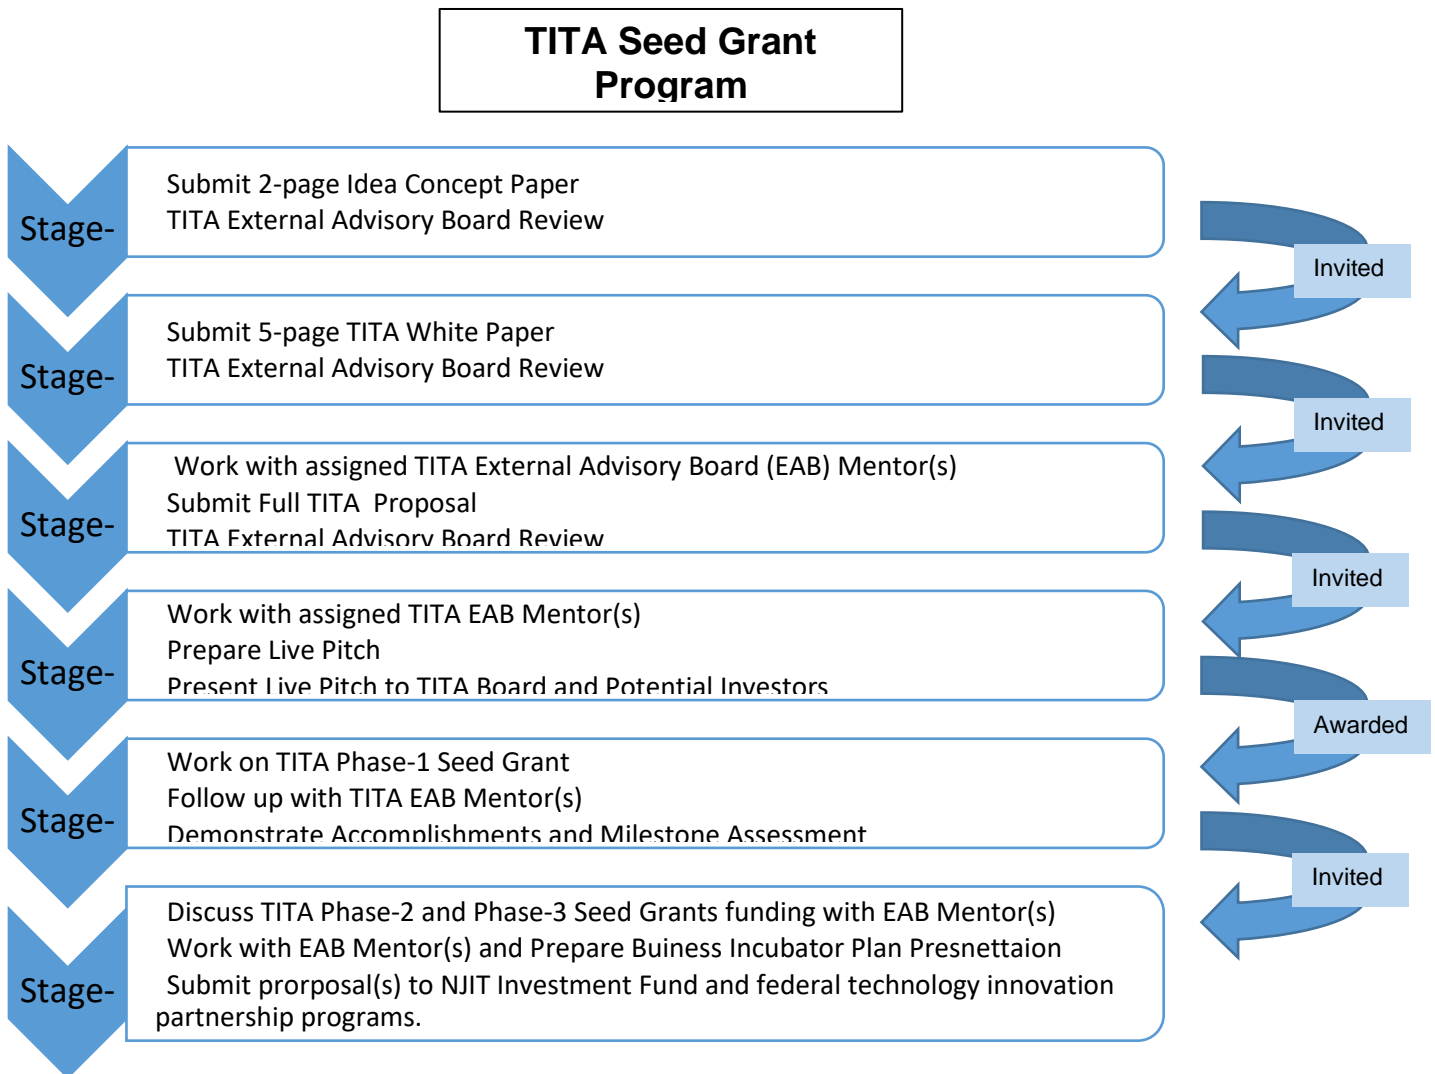 TITA Seed Grant
Program
Submit 2-page Idea Concept Paper
TITA External Advisory Board Review
Stage-
Invited
Submit 5-page TITA White Paper
TITA External Advisory Board Review
Stage-
Invited
Work with assigned TITA External Advisory Board (EAB) Mentor(s)
Submit Full TITA Proposal
TITA External Advisory Board Review
Stage-
Invited
Work with assigned TITA EAB Mentor(s)
Prepare Live Pitch
Present Live Pitch to TITA Board and Potential Investors
Stage-
Awarded
Work on TITA Phase-1 Seed Grant
Follow up with TITA EAB Mentor(s)
Demonstrate Accomplishments and Milestone Assessment
Stage-
Invited
Discuss TITA Phase-2 and Phase-3 Seed Grants funding with EAB Mentor(s)
Work with EAB Mentor(s) and Prepare Buiness Incubator Plan Presnettaion
Submit prorposal(s) to NJIT Investment Fund and federal technology innovation
partnership programs.
Stage-